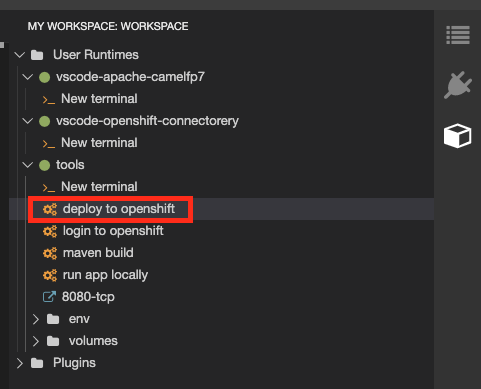 MY WORKSPACE: WORKSPACE
User Runtimes
vscode-apache-camelfp7
New terminal
vscode-openshift-connectorery
New terminal
tools
New terminal
deploy to openshift
login to openshift
maven build
run app locally
8080-tcp
env
volumes
Plugins